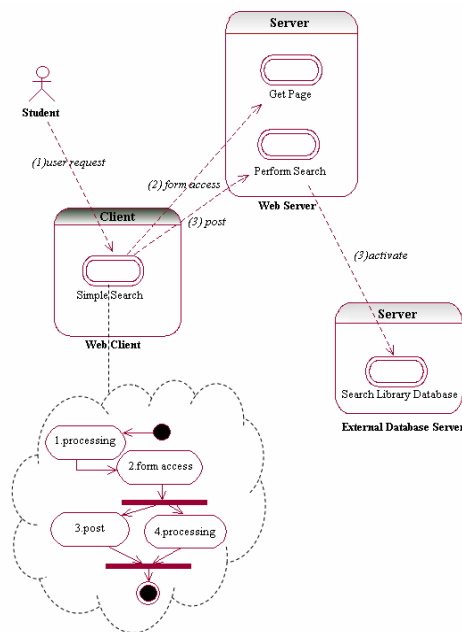 Server
Get Page
Student
(1)user request
Perform Search
(2) form access
Web Server
(3) post
Client
(3)activate
Simple Search
Server
Web Client
Search Library Database
External Database Server
1.processing
2.form access
3.post
4.processing